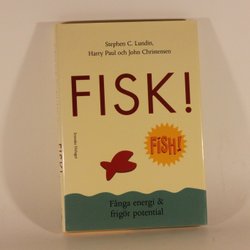 Stephen C. Lundin,
Harry Paul och John Christensen
FISK!
FISH!
Fånga energi &
frigör potential